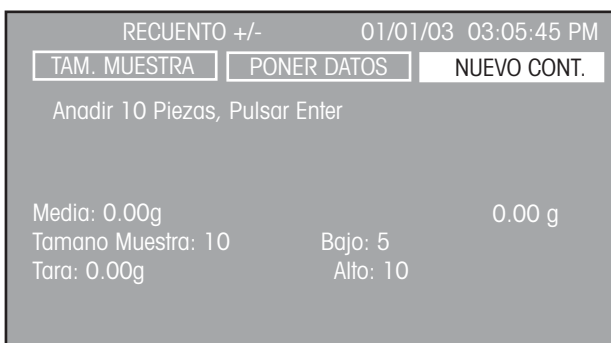 RECUENTO +/- 01/01/03 03:05:45 PM
TAM. MUESTRA PONER DATOS NUEVO CONT.
Anadir 10 Piezas, Pulsar Enter
Media: 0.00g 0.00 g
Tamano Muestra: 10 Bajo: 5
Tara: 0.00g Alto: 10